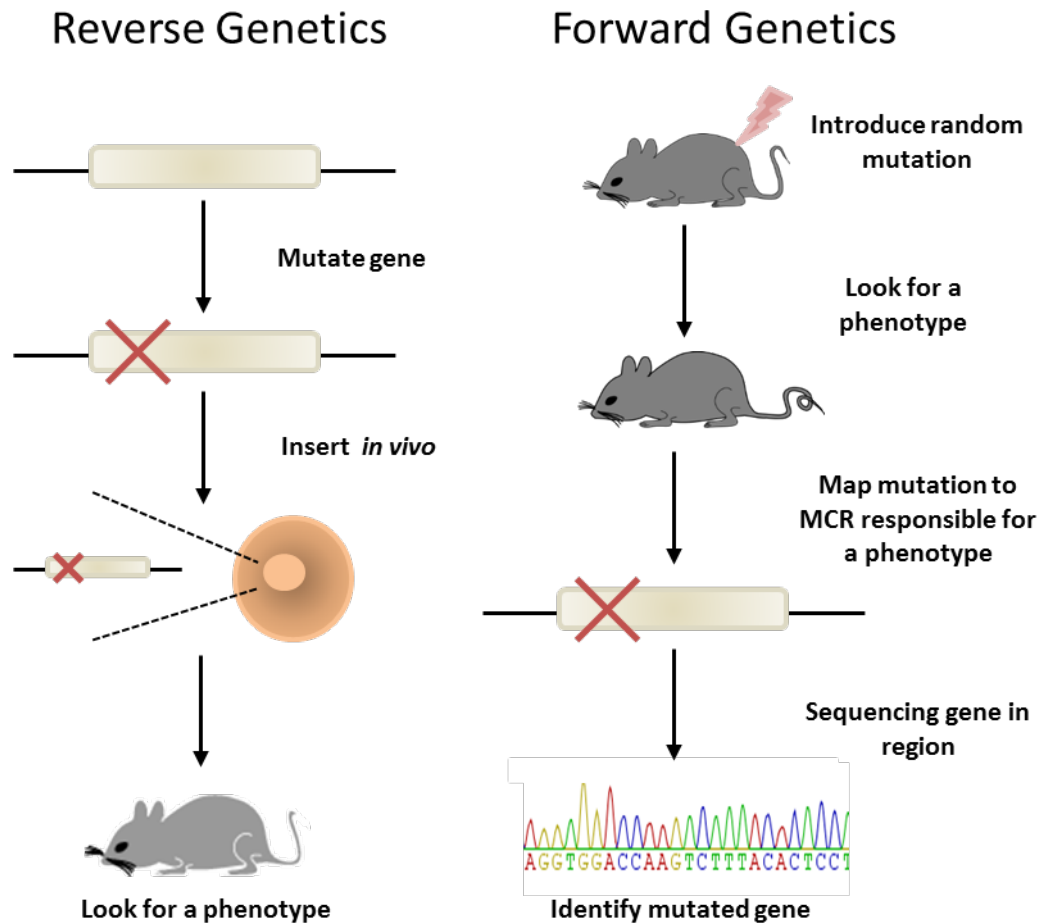 Reverse Genetics
Mutate gene
Insert in vivo
Look for a phenotype
Forward Genetics
Introduce random
mutation
Look for a
phenotype
Map mutation to
MCR responsible for
a phenotype
Sequencing gene in
region
AGGTGGACCAAGTCTTTACACTCCT
Identify mutated gene